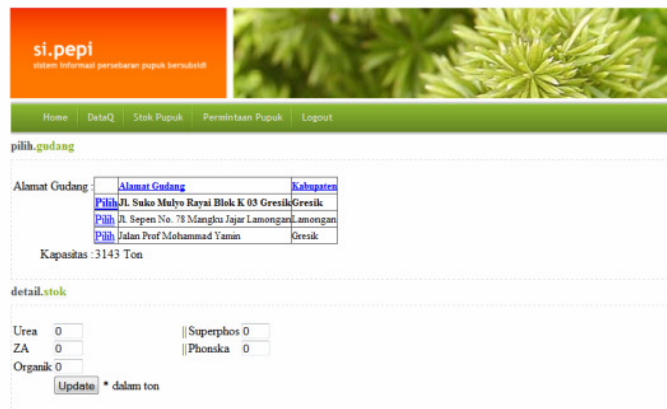 si.pepi
sistem informasi persebaran pupuk bersubsidi
Home DataQ Stok Pupuk Permintaan Pupuk Logout
pilih.gudang
Alamat Gudang : Alamat Gudang Kabupaten
Pilih Jl. Suko Mulyo Rayai Blok K 03 Gresik Gresik
Pilih Jl. Sepen No. 78 Mangku Jajar Lamongan Lamongan
Pilih Jalan Prof Mohammad Yamin Gresik
Kapasitas : 3143 Ton
detail.stok
Urea 0 || Superphos 0
ZA 0 || Phonska 0
Organik 0
Update * dalam ton